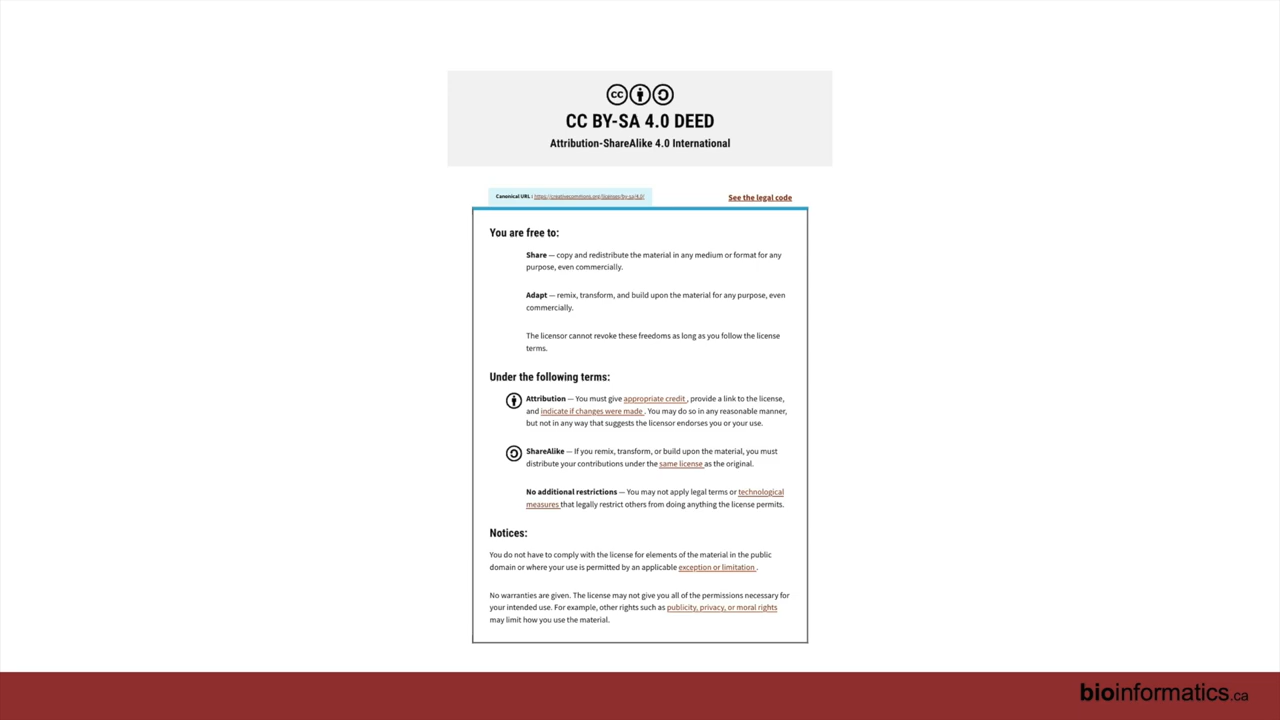 CC BY-SA 4.0 DEED
Attribution-ShareAlike 4.0 International
Canonical URL : https://creativecommons.org/licenses/by-sa/4.0/
See the legal code
You are free to:
Share — copy and redistribute the material in any medium or format for any
purpose, even commercially.
Adapt — remix, transform, and build upon the material for any purpose, even
commercially.
The licensor cannot revoke these freedoms as long as you follow the license
terms.
Under the following terms:
Attribution — You must give appropriate credit , provide a link to the license,
and indicate if changes were made . You may do so in any reasonable manner,
but not in any way that suggests the licensor endorses you or your use.
ShareAlike — If you remix, transform, or build upon the material, you must
distribute your contributions under the same license as the original.
No additional restrictions — You may not apply legal terms or technological
measures that legally restrict others from doing anything the license permits.
Notices:
You do not have to comply with the license for elements of the material in the public
domain or where your use is permitted by an applicable exception or limitation .
No warranties are given. The license may not give you all of the permissions necessary for
your intended use. For example, other rights such as publicity, privacy, or moral rights
may limit how you use the material.
bioinformatics.ca